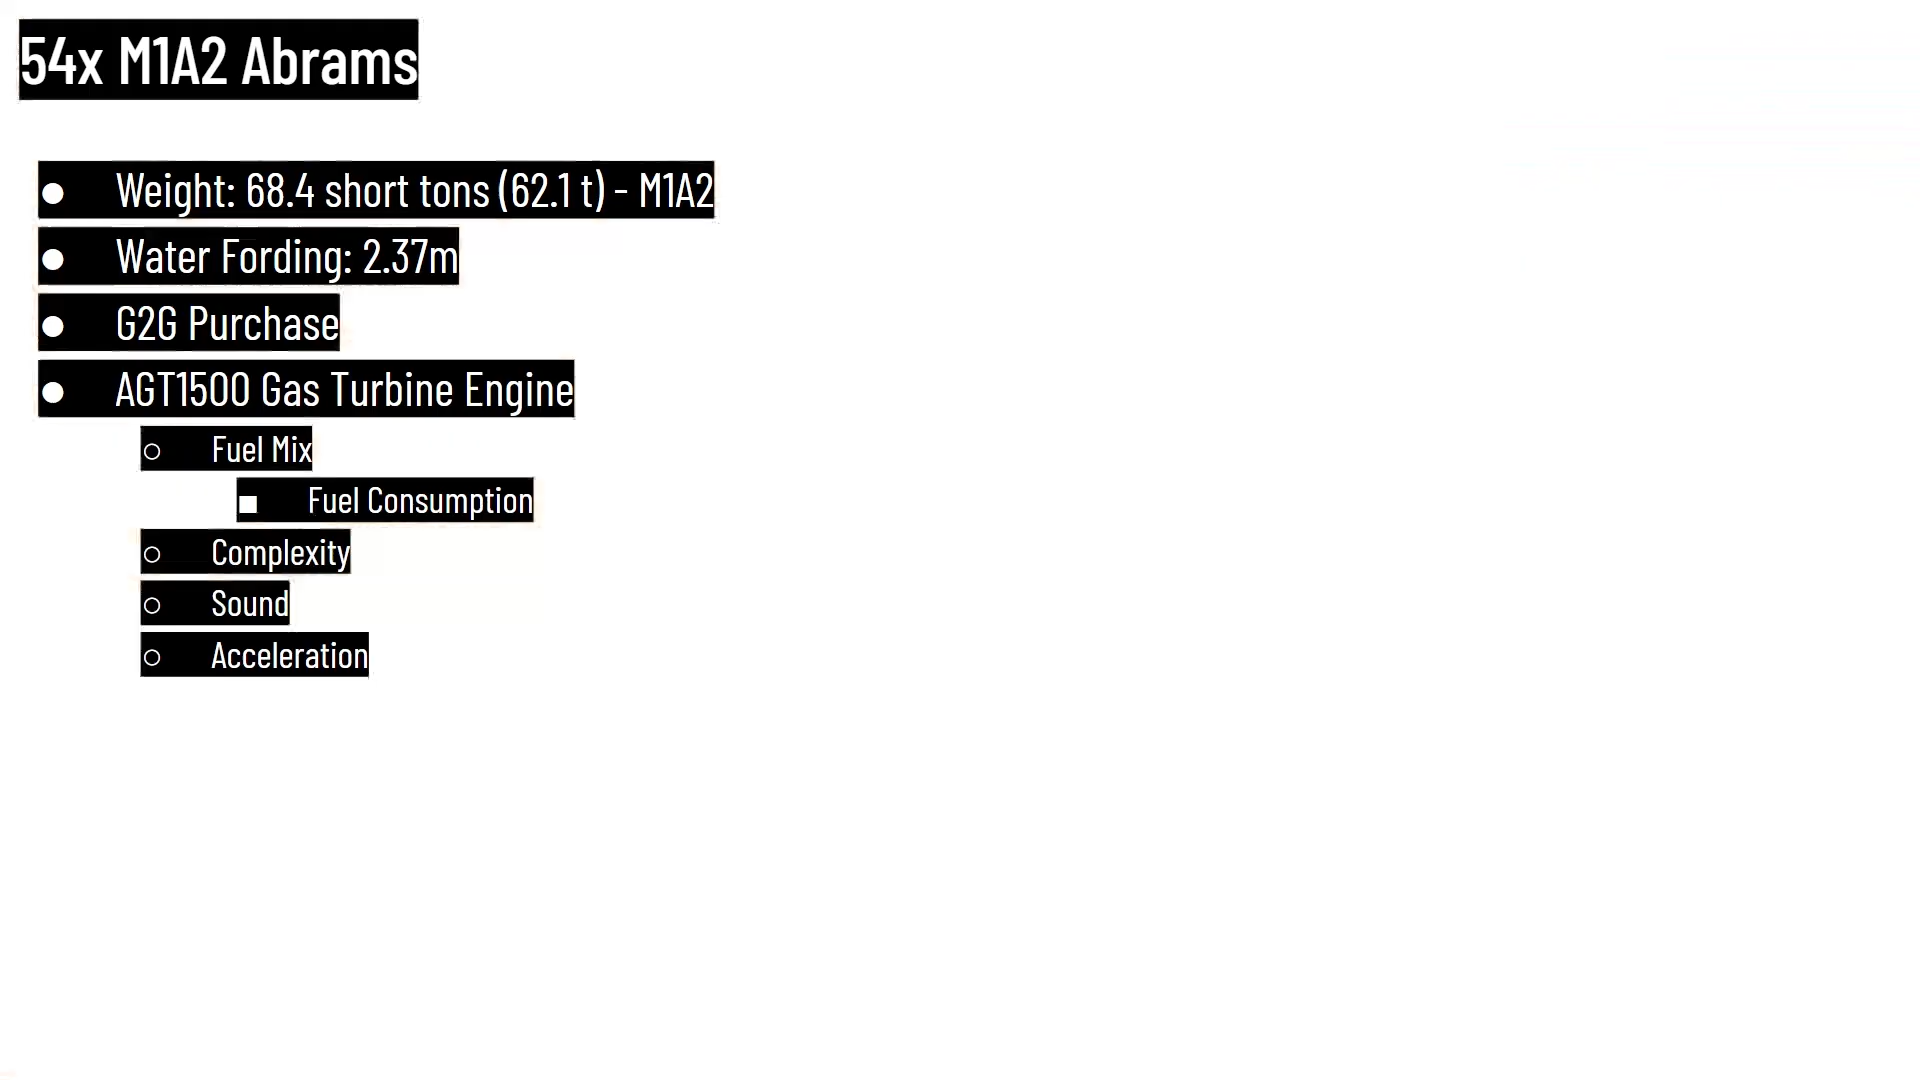 54x M1A2 Abrams
● Weight: 68.4 short tons (62.1 t) - M1A2
● Water Fording: 2.37m
● G2G Purchase
● AGT1500 Gas Turbine Engine
○ Fuel Mix
■ Fuel Consumption
○ Complexity
○ Sound
○ Acceleration